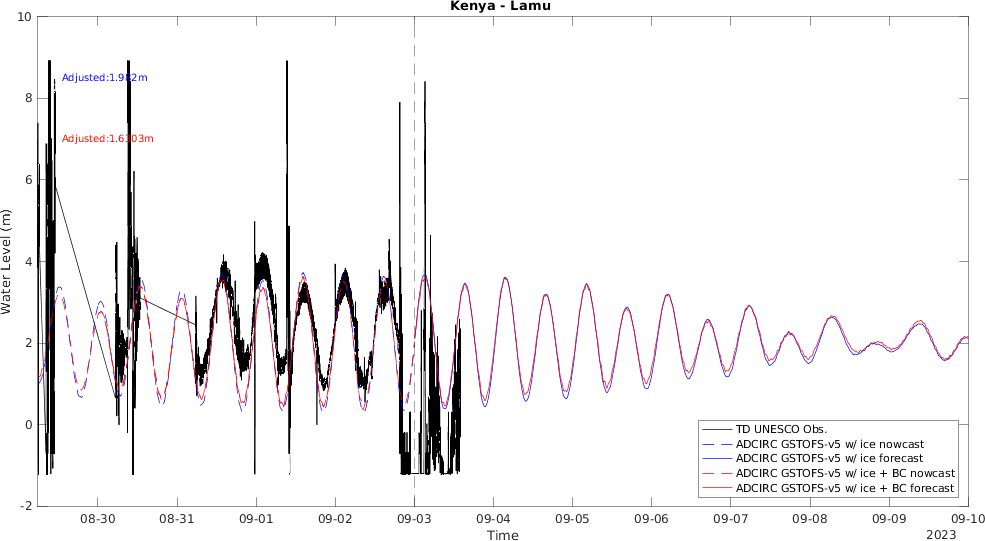 Kenya - Lamu
10
8
6
4
2
0
-2
Water Level (m)
Adjusted:1.9
2m
Adjusted:1.6
03m
08-30 08-31 09-01 09-02 09-03 09-04 09-05 09-06 09-07 09-08 09-09 09-10
Time
2023
TD UNESCO Obs.
ADCIRC GSTOFS-v5 w/ ice nowcast
ADCIRC GSTOFS-v5 w/ ice forecast
ADCIRC GSTOFS-v5 w/ ice + BC nowcast
ADCIRC GSTOFS-v5 w/ ice + BC forecast